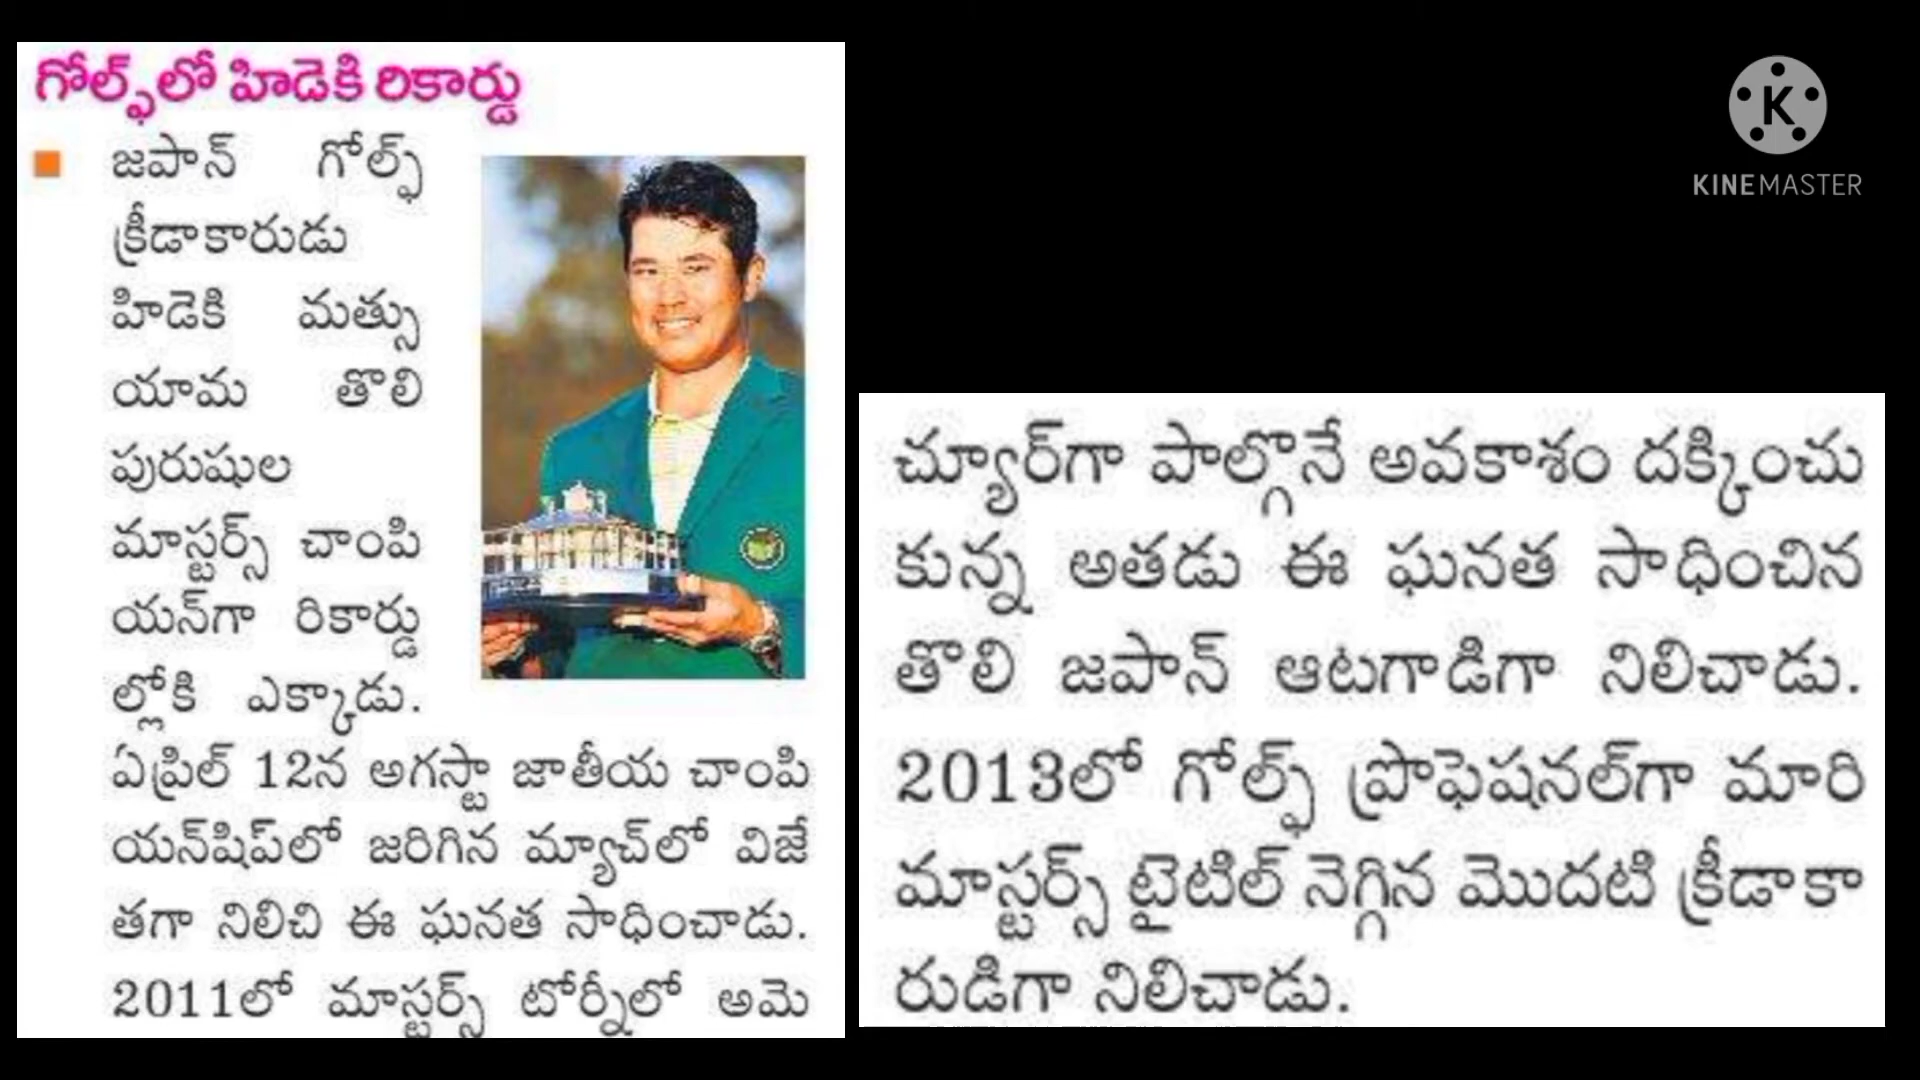 గోల్ఫ్‌లో హిడెకి రికార్డు
జపాన్ గోల్ఫ్
క్రీడాకారుడు
హిడెకి మత్సు
యామ తొలి
పురుషుల
మాస్టర్స్ చాంపి
యన్‌గా రికార్డు
ల్లోకి ఎక్కాడు.
ఏప్రిల్ 12న అగస్టా జాతీయ చాంపి
యన్‌షిప్‌లో జరిగిన మ్యాచ్‌లో విజే
తగా నిలిచి ఈ ఘనత సాధించాడు.
2011లో మాస్టర్స్ టోర్నీలో అమె
చ్యూర్‌గా పాల్గొనే అవకాశం దక్కించు
కున్న అతడు ఈ ఘనత సాధించిన
తొలి జపాన్ ఆటగాడిగా నిలిచాడు.
2013లో గోల్ఫ్ ప్రొఫెషనల్‌గా మారి
మాస్టర్స్ టైటిల్ నెగ్గిన మొదటి క్రీడాకా
రుడిగా నిలిచాడు.
K
KINEMASTER